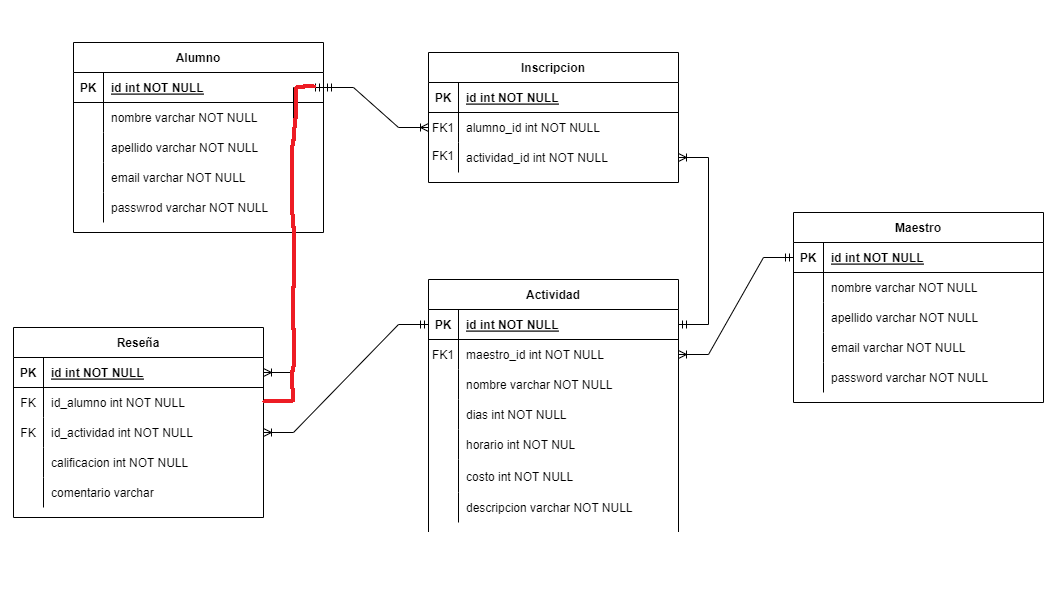 Alumno
PK id int NOT NULL
nombre varchar NOT NULL
apellido varchar NOT NULL
email varchar NOT NULL
passwrod varchar NOT NULL
Inscripcion
PK id int NOT NULL
FK1 alumno_id int NOT NULL
FK1 actividad_id int NOT NULL
Maestro
PK id int NOT NULL
nombre varchar NOT NULL
apellido varchar NOT NULL
email varchar NOT NULL
password varchar NOT NULL
Actividad
PK id int NOT NULL
FK1 maestro_id int NOT NULL
nombre varchar NOT NULL
dias int NOT NULL
horario int NOT NUL
costo int NOT NULL
descripcion varchar NOT NULL
Reseña
PK id int NOT NULL
FK id_alumno int NOT NULL
FK id_actividad int NOT NULL
calificacion int NOT NULL
comentario varchar